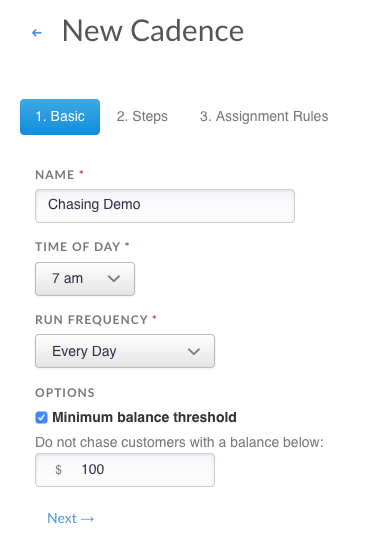 ← New Cadence
1. Basic 2. Steps 3. Assignment Rules
NAME *
Chasing Demo
TIME OF DAY *
7 am
RUN FREQUENCY *
Every Day
OPTIONS
Minimum balance threshold
Do not chase customers with a balance below:
$ 100
Next →